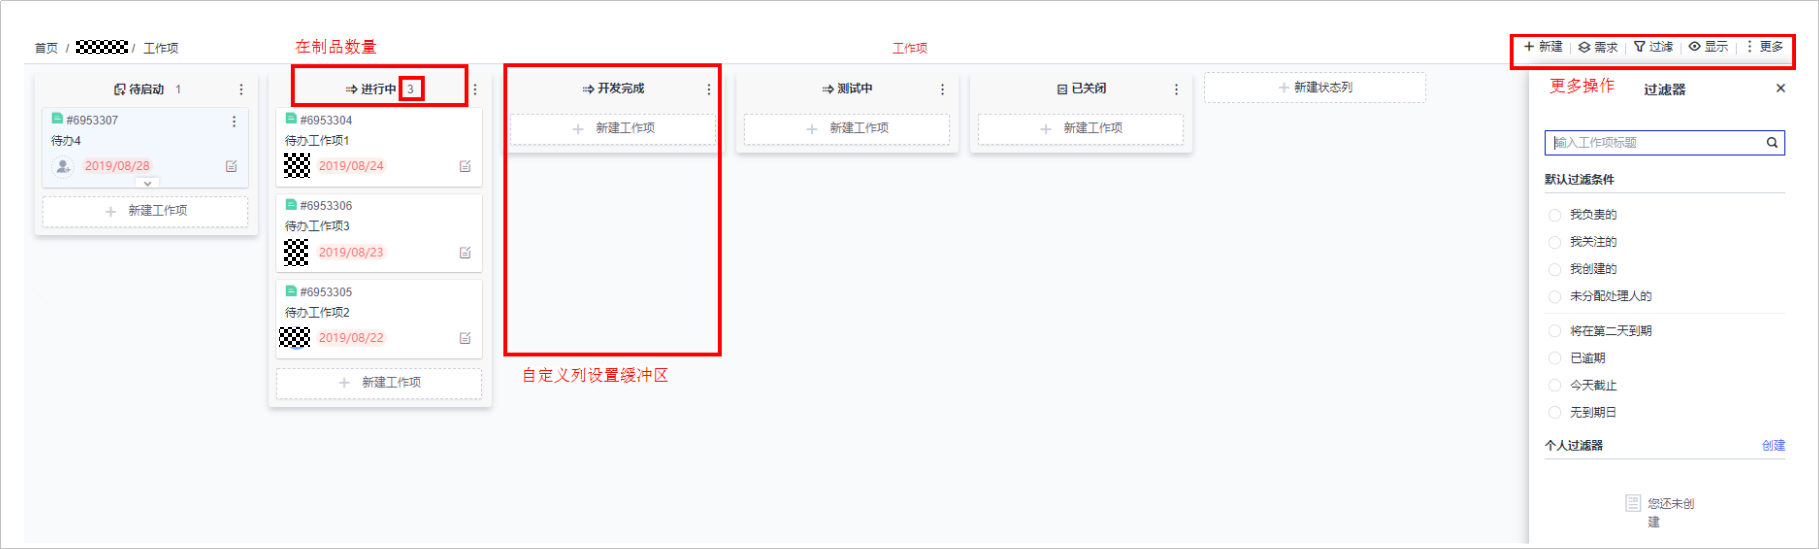 首页 / / 工作项
在制品数量
工作项
+ 新建 | 需求 | 过滤 | 显示 | ⋮ 更多
待启动 1
#6953307
待办4
2019/08/28
+ 新建工作项
进行中 3
#6953304
待办工作项1
2019/08/24
#6953306
待办工作项3
2019/08/23
#6953305
待办工作项2
2019/08/22
+ 新建工作项
开发完成
+ 新建工作项
自定义列设置缓冲区
测试中
+ 新建工作项
已关闭
+ 新建工作项
+ 新建状态列
更多操作
过滤器
输入工作项标题
默认过滤条件
我负责的
我关注的
我创建的
未分配处理人的
将在第二天到期
已逾期
今天截止
无到期日
个人过滤器 创建
您还未创
建